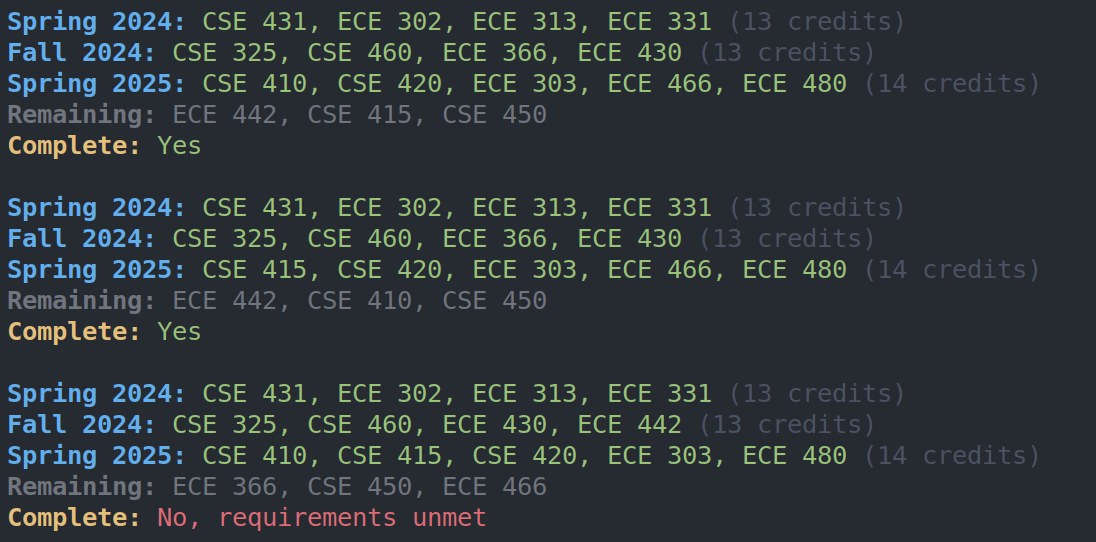 Spring 2024: CSE 431, ECE 302, ECE 313, ECE 331 (13 credits)
Fall 2024: CSE 325, CSE 460, ECE 366, ECE 430 (13 credits)
Spring 2025: CSE 410, CSE 420, ECE 303, ECE 466, ECE 480 (14 credits)
Remaining: ECE 442, CSE 415, CSE 450
Complete: Yes
Spring 2024: CSE 431, ECE 302, ECE 313, ECE 331 (13 credits)
Fall 2024: CSE 325, CSE 460, ECE 366, ECE 430 (13 credits)
Spring 2025: CSE 415, CSE 420, ECE 303, ECE 466, ECE 480 (14 credits)
Remaining: ECE 442, CSE 410, CSE 450
Complete: Yes
Spring 2024: CSE 431, ECE 302, ECE 313, ECE 331 (13 credits)
Fall 2024: CSE 325, CSE 460, ECE 430, ECE 442 (13 credits)
Spring 2025: CSE 410, CSE 415, CSE 420, ECE 303, ECE 480 (14 credits)
Remaining: ECE 366, CSE 450, ECE 466
Complete: No, requirements unmet